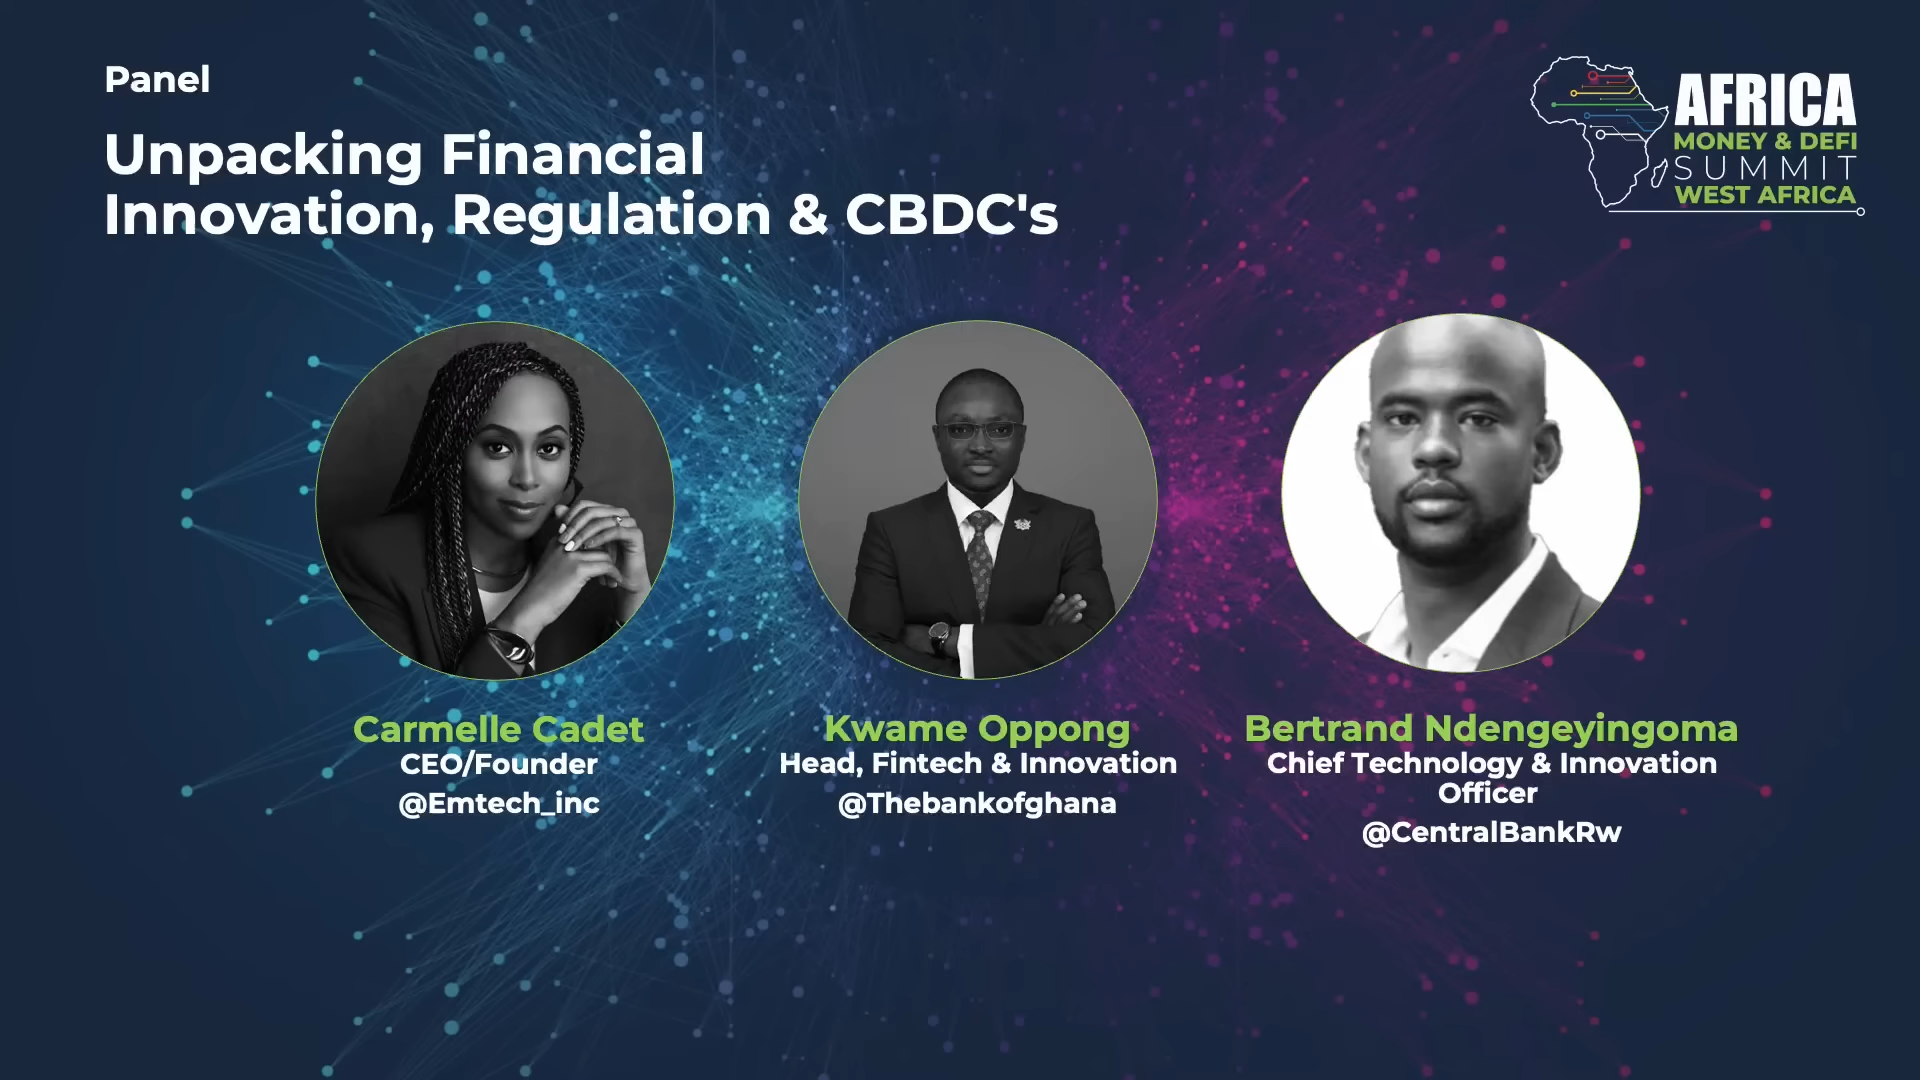 Panel
Unpacking Financial
Innovation, Regulation & CBDC's
AFRICA
MONEY & DEFI
SUMMIT
WEST AFRICA
Carmelle Cadet
CEO/Founder
@Emtech_inc
Kwame Oppong
Head, Fintech & Innovation
@Thebankofghana
Bertrand Ndengeyingoma
Chief Technology & Innovation
Officer
@CentralBankRw